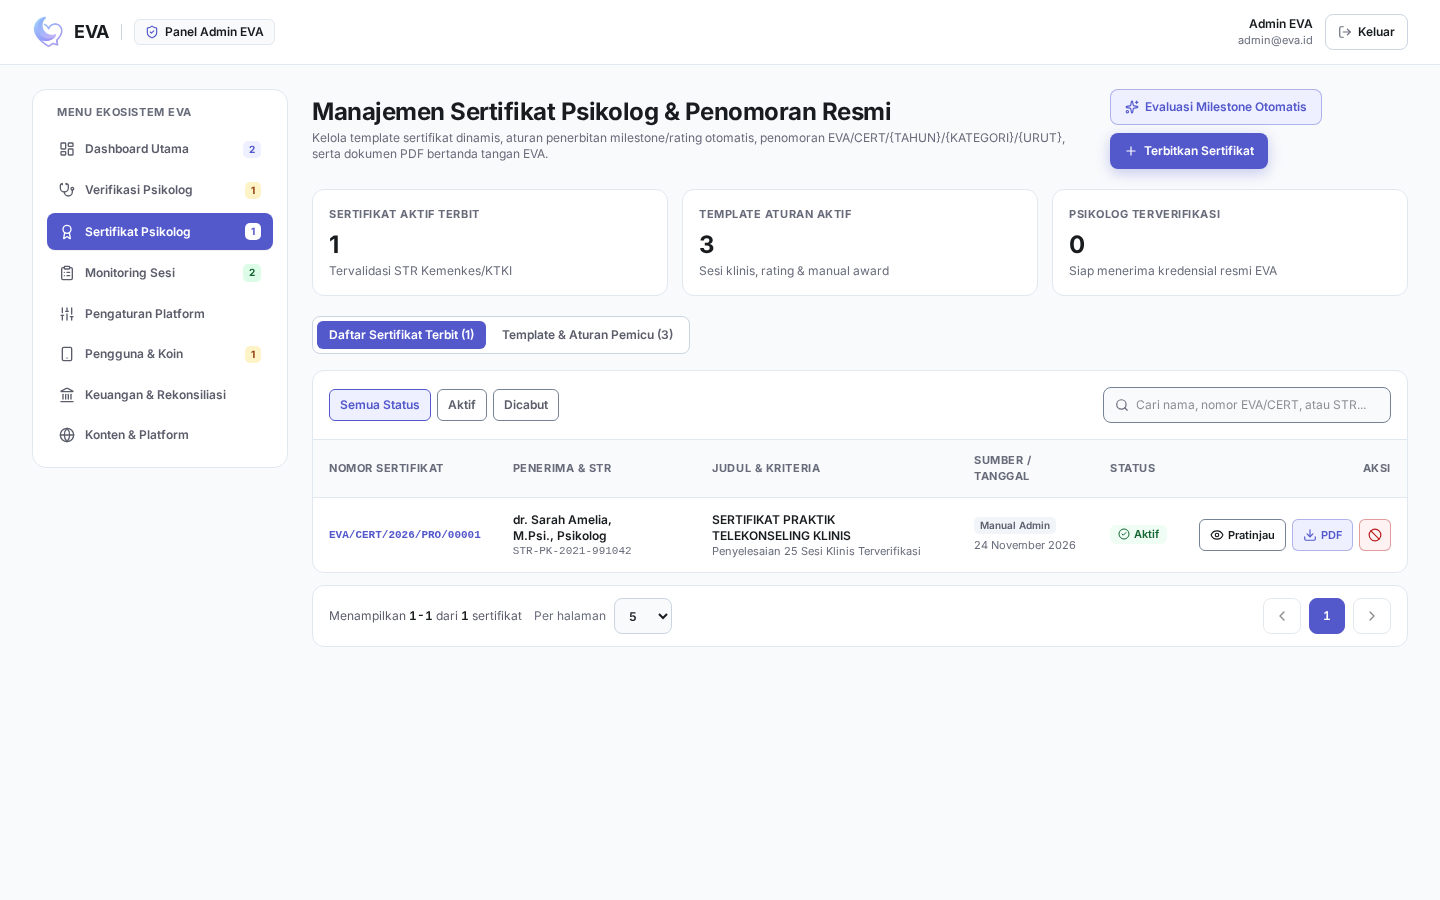 EVA
Panel Admin EVA
Admin EVA
admin@eva.id
Keluar
MENU EKOSISTEM EVA
Dashboard Utama 2
Verifikasi Psikolog 1
Sertifikat Psikolog 1
Monitoring Sesi 2
Pengaturan Platform
Pengguna & Koin 1
Keuangan & Rekonsiliasi
Konten & Platform
Manajemen Sertifikat Psikolog & Penomoran Resmi
Kelola template sertifikat dinamis, aturan penerbitan milestone/rating otomatis, penomoran EVA/CERT/{TAHUN}/{KATEGORI}/{URUT},
serta dokumen PDF bertanda tangan EVA.
Evaluasi Milestone Otomatis
Terbitkan Sertifikat
SERTIFIKAT AKTIF TERBIT
1
Tervalidasi STR Kemenkes/KTKI
TEMPLATE ATURAN AKTIF
3
Sesi klinis, rating & manual award
PSIKOLOG TERVERIFIKASI
0
Siap menerima kredensial resmi EVA
Daftar Sertifikat Terbit (1)
Template & Aturan Pemicu (3)
Semua Status
Aktif
Dicabut
Cari nama, nomor EVA/CERT, atau STR...
NOMOR SERTIFIKAT
PENERIMA & STR
JUDUL & KRITERIA
SUMBER /
TANGGAL
STATUS
AKSI
EVA/CERT/2026/PRO/00001
dr. Sarah Amelia,
M.Psi., Psikolog
STR-PK-2021-991042
SERTIFIKAT PRAKTIK
TELEKONSELING KLINIS
Penyelesaian 25 Sesi Klinis Terverifikasi
Manual Admin
24 November 2026
Aktif
Pratinjau
PDF
Menampilkan 1-1 dari 1 sertifikat
Per halaman
5
1